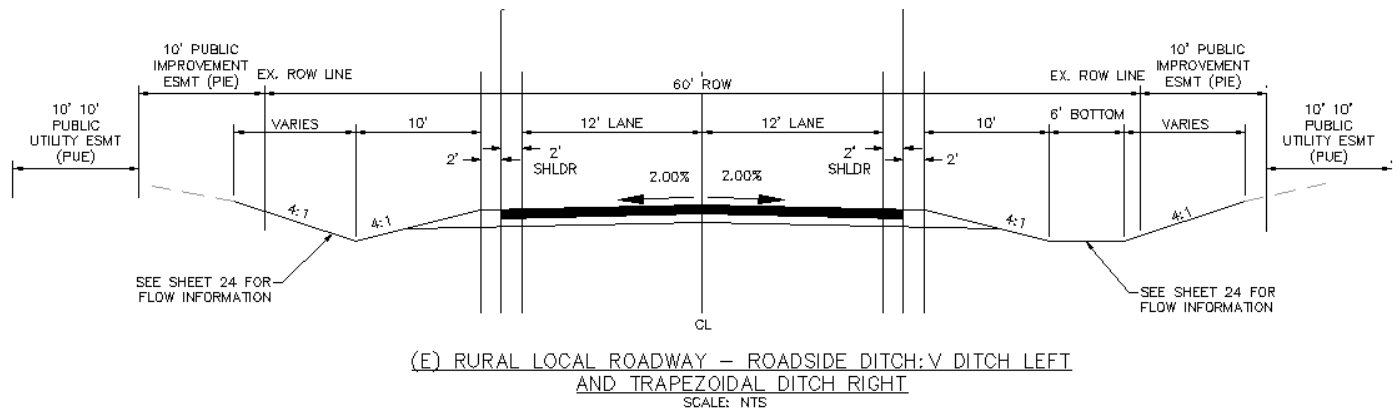 10' PUBLIC
IMPROVEMENT
ESMT (PIE)
EX. ROW LINE
60' ROW
EX. ROW LINE
10' PUBLIC
IMPROVEMENT
ESMT (PIE)
10' 10'
PUBLIC
UTILITY ESMT
(PUE)
VARIES
10'
12' LANE
12' LANE
10'
6' BOTTOM
VARIES
10' 10'
PUBLIC
UTILITY ESMT
(PUE)
2'
2'
SHLDR
2.00%
2.00%
2'
SHLDR
2'
4:1
4:1
4:1
4:1
SEE SHEET 24 FOR
FLOW INFORMATION
SEE SHEET 24 FOR
FLOW INFORMATION
CL
(E) RURAL LOCAL ROADWAY – ROADSIDE DITCH: V DITCH LEFT
AND TRAPEZOIDAL DITCH RIGHT
SCALE: NTS